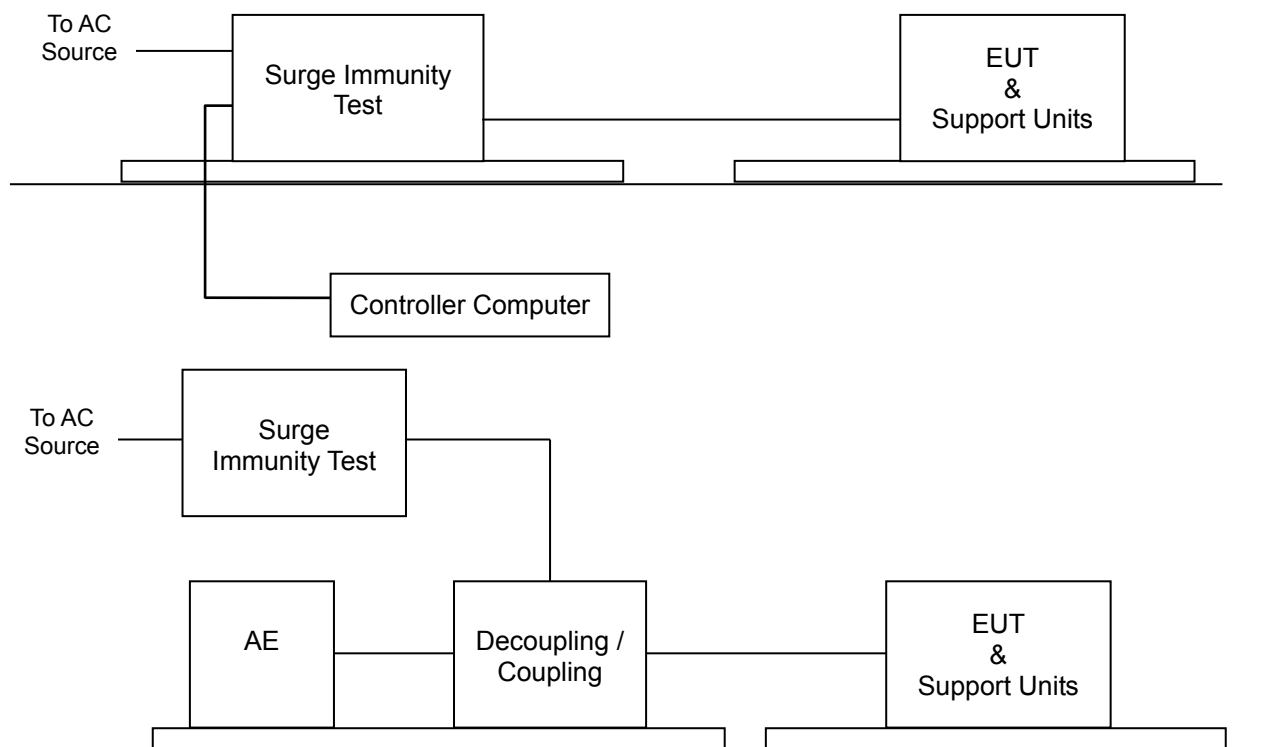 To AC
Source
Surge Immunity
Test
EUT
&
Support Units
Controller Computer
To AC
Source
Surge
Immunity Test
AE
Decoupling /
Coupling
EUT
&
Support Units